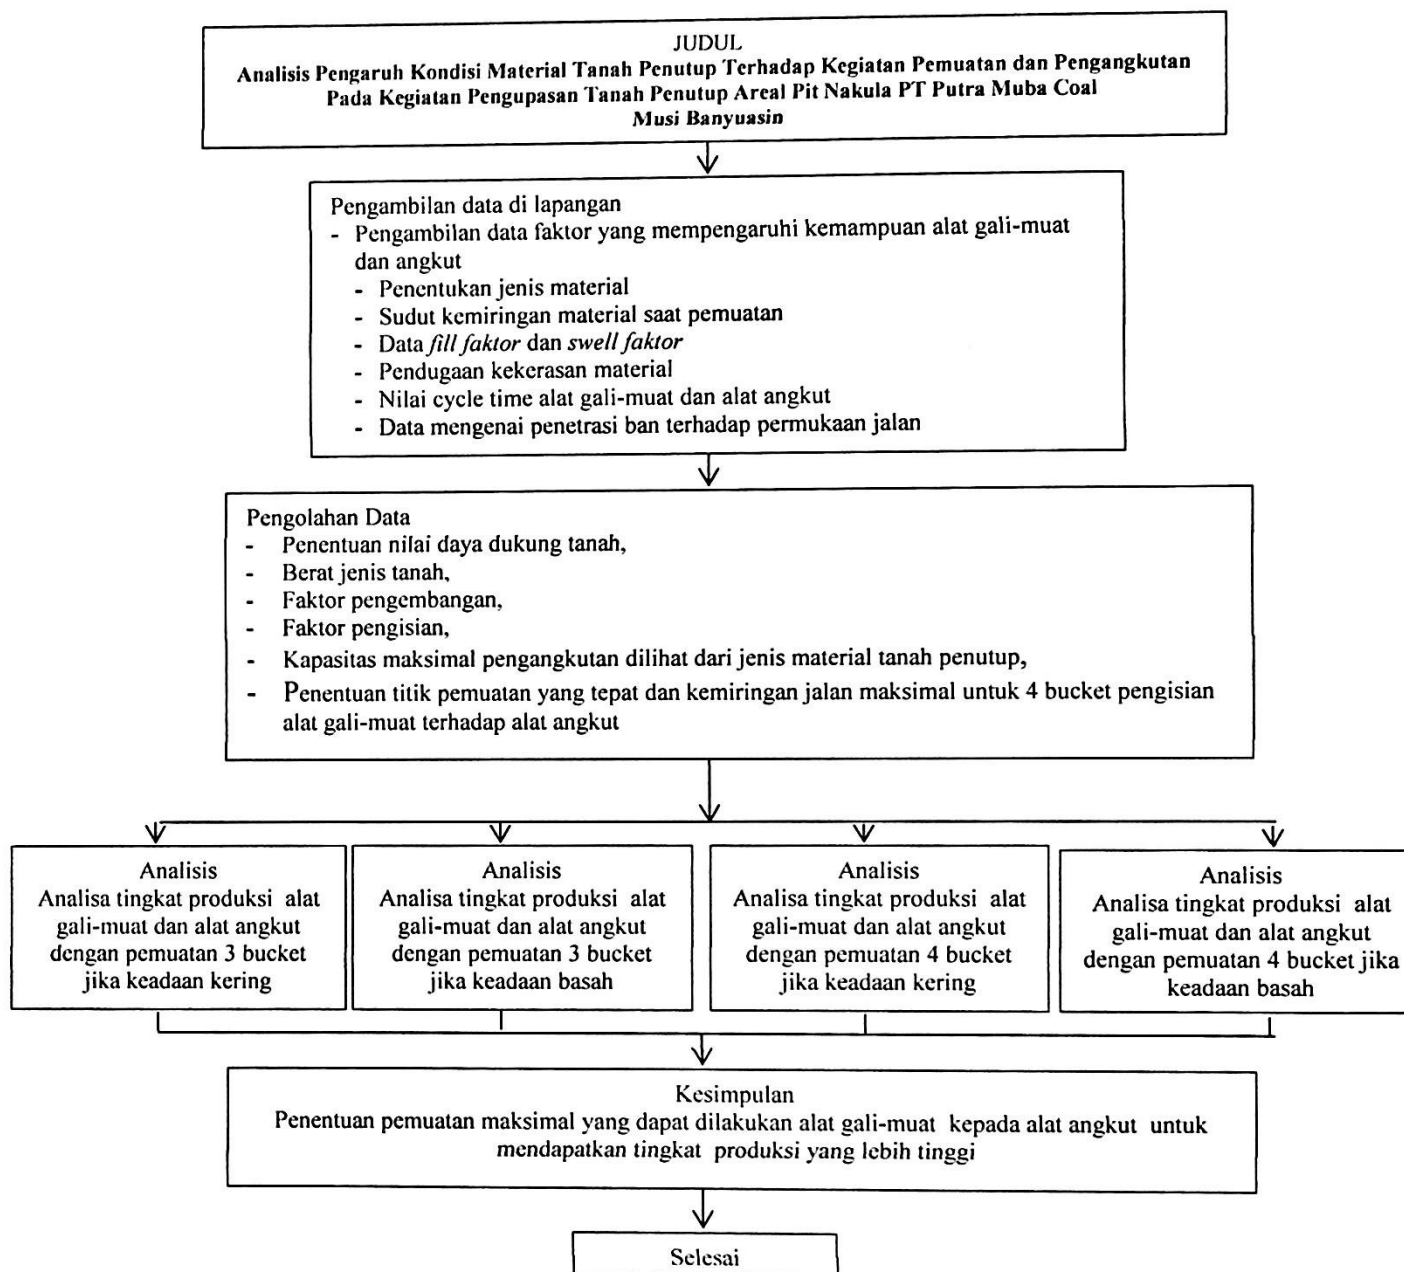 JUDUL
Analisis Pengaruh Kondisi Material Tanah Penutup Terhadap Kegiatan Pemuatan dan Pengangkutan
Pada Kegiatan Pengupasan Tanah Penutup Areal Pit Nakula PT Putra Muba Coal
Musi Banyuasin
Pengambilan data di lapangan
- Pengambilan data faktor yang mempengaruhi kemampuan alat gali-muat
dan angkut
- Penentukan jenis material
- Sudut kemiringan material saat pemuatan
- Data fill faktor dan swell faktor
- Pendugaan kekerasan material
- Nilai cycle time alat gali-muat dan alat angkut
- Data mengenai penetrasi ban terhadap permukaan jalan
Pengolahan Data
- Penentuan nilai daya dukung tanah,
- Berat jenis tanah,
- Faktor pengembangan,
- Faktor pengisian,
- Kapasitas maksimal pengangkutan dilihat dari jenis material tanah penutup,
- Penentuan titik pemuatan yang tepat dan kemiringan jalan maksimal untuk 4 bucket pengisian
alat gali-muat terhadap alat angkut
Analisis
Analisa tingkat produksi alat
gali-muat dan alat angkut
dengan pemuatan 3 bucket
jika keadaan kering
Analisis
Analisa tingkat produksi alat
gali-muat dan alat angkut
dengan pemuatan 3 bucket
jika keadaan basah
Analisis
Analisa tingkat produksi alat
gali-muat dan alat angkut
dengan pemuatan 4 bucket
jika keadaan kering
Analisis
Analisa tingkat produksi alat
gali-muat dan alat angkut
dengan pemuatan 4 bucket jika
keadaan basah
Kesimpulan
Penentuan pemuatan maksimal yang dapat dilakukan alat gali-muat kepada alat angkut untuk
mendapatkan tingkat produksi yang lebih tinggi
Selesai